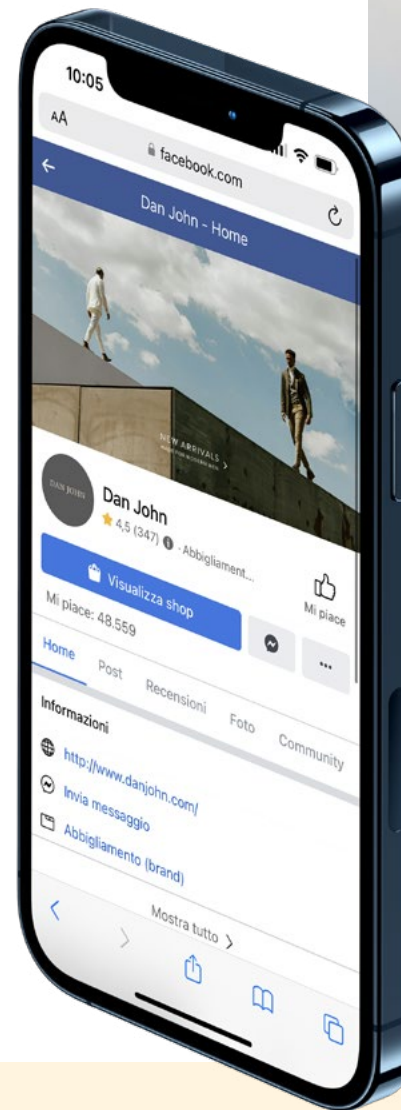 10:05
AA
facebook.com
Dan John - Home
NEW ARRIVALS
DAN JOHN
Dan John
4,5 (347) · Abbigliament...
Mi piace
Visualizza shop
Mi piace: 48.559
Home Post Recensioni Foto Community
Informazioni
http://www.danjohn.com/
Invia messaggio
Abbigliamento (brand)
Mostra tutto